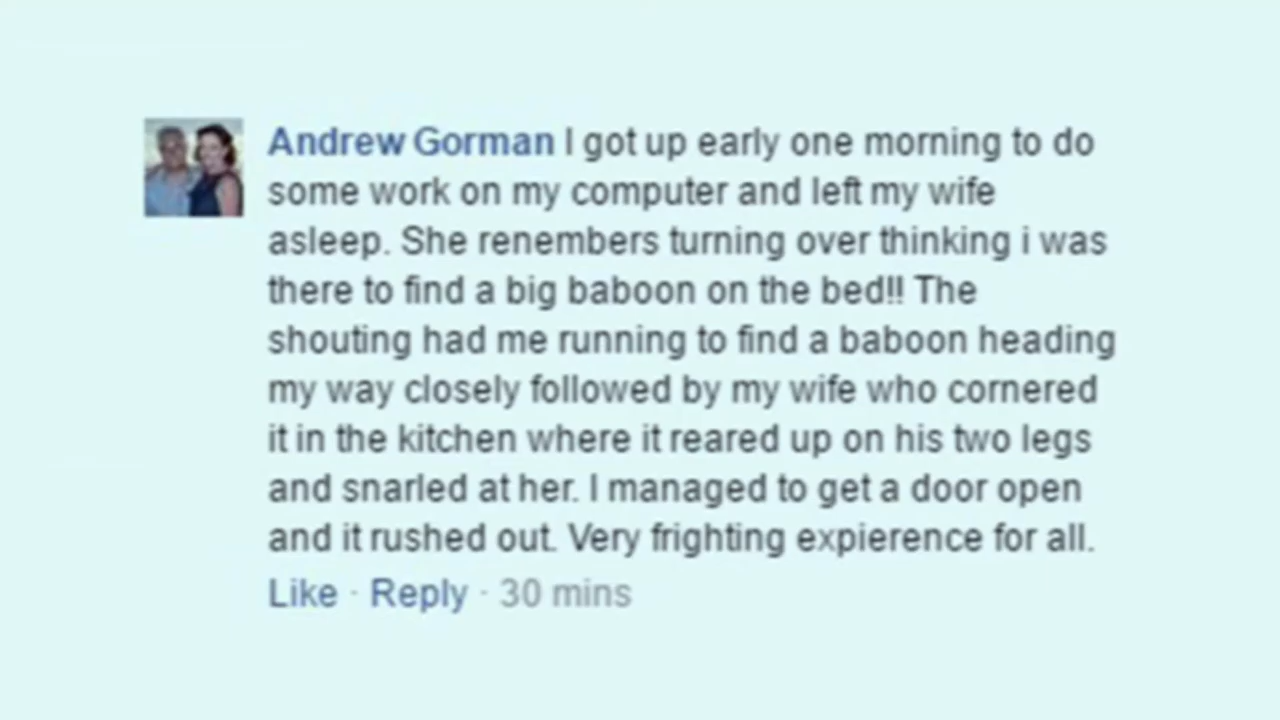 Andrew Gorman I got up early one morning to do
some work on my computer and left my wife
asleep. She renembers turning over thinking i was
there to find a big baboon on the bed!! The
shouting had me running to find a baboon heading
my way closely followed by my wife who cornered
it in the kitchen where it reared up on his two legs
and snarled at her. I managed to get a door open
and it rushed out. Very frighting expierence for all.
Like · Reply · 30 mins